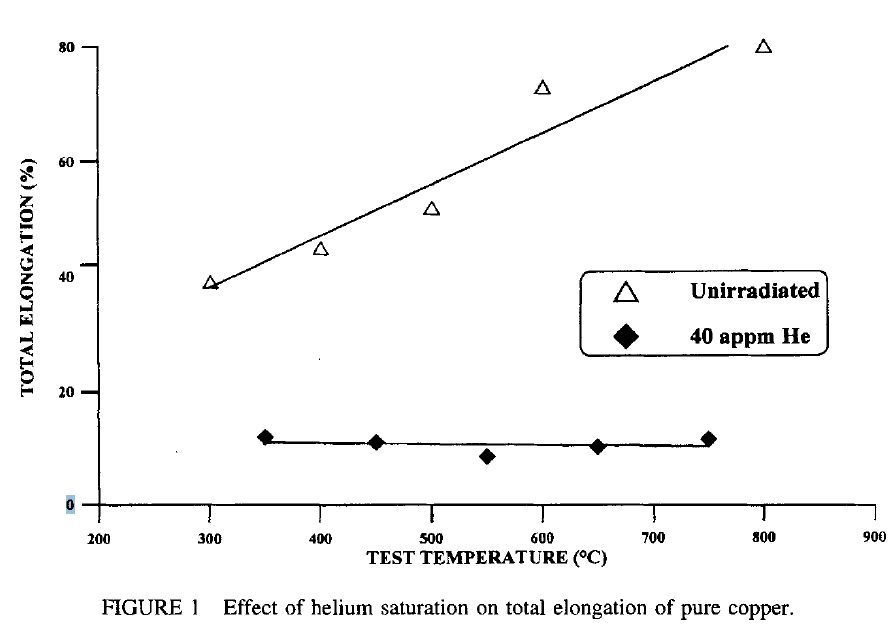 80
60
40
20
0
TOTAL ELONGATION (%)
Unirradiated
40 appm He
200 300 400 500 600 700 800 900
TEST TEMPERATURE (°C)
FIGURE 1 Effect of helium saturation on total elongation of pure copper.